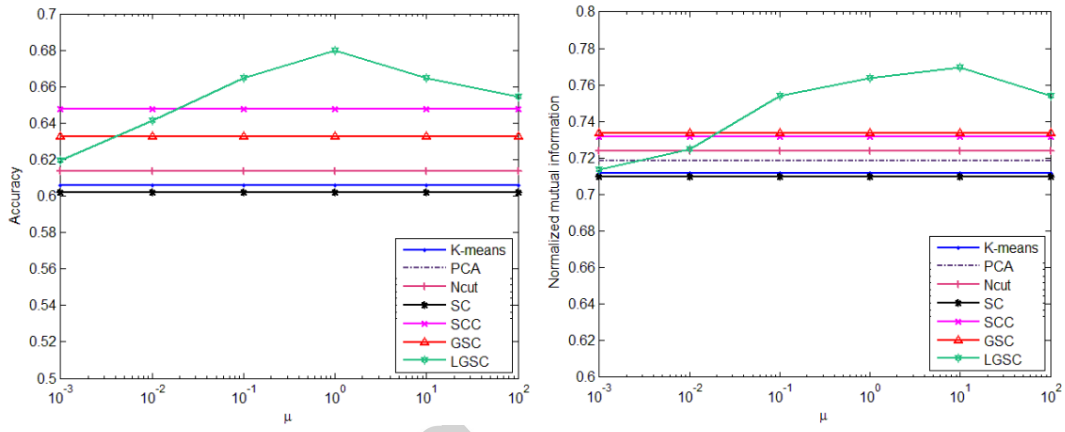 0.7
0.68
0.66
0.64
0.62
0.6
0.58
0.56
0.54
0.52
0.5
Accuracy
10^-3
10^-2
10^-1
10^0
10^1
10^2
μ
K-means
PCA
Ncut
SC
SCC
GSC
LGSC
0.8
0.78
0.76
0.74
0.72
0.7
0.68
0.66
0.64
0.62
0.6
Normalized mutual information
10^-3
10^-2
10^-1
10^0
10^1
10^2
μ
K-means
PCA
Ncut
SC
SCC
GSC
LGSC